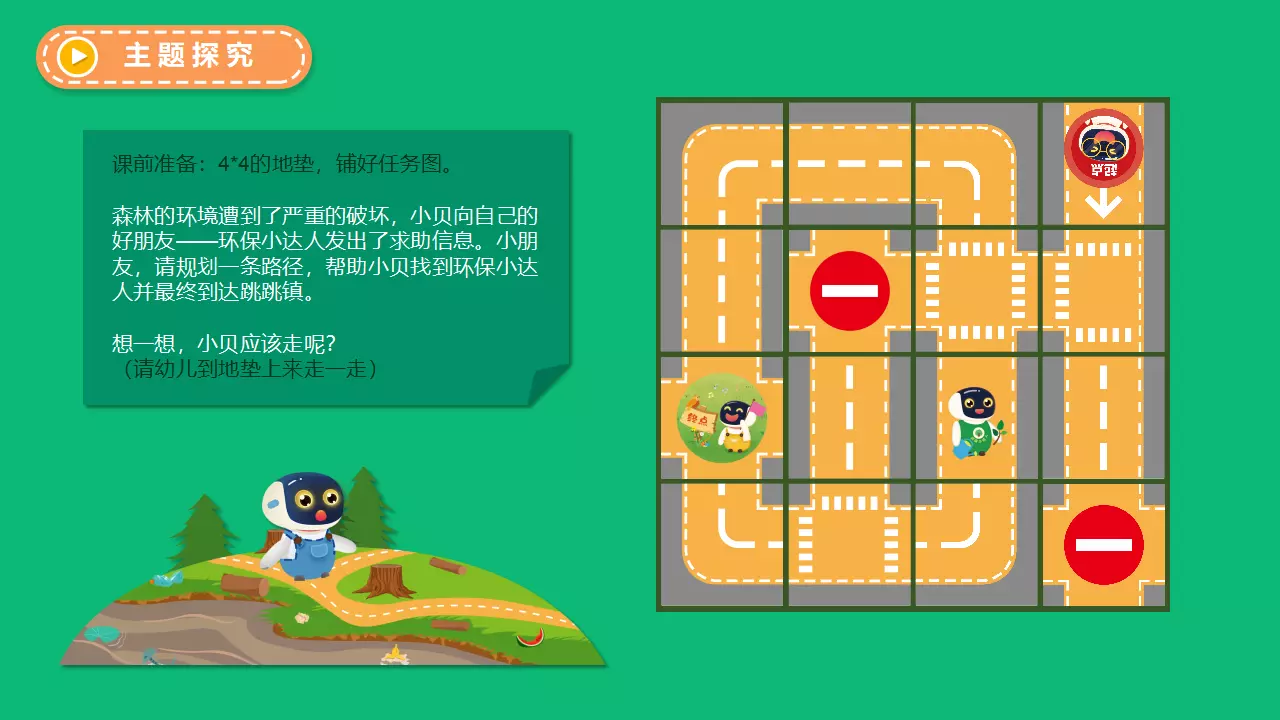 主题探究
课前准备：4*4的地垫，铺好任务图。
森林的环境遭到了严重的破坏，小贝向自己的
好朋友——环保小达人发出了求助信息。小朋
友，请规划一条路径，帮助小贝找到环保小达
人并最终到达跳跳镇。
想一想，小贝应该走呢？
（请幼儿到地垫上来走一走）
起点
终点